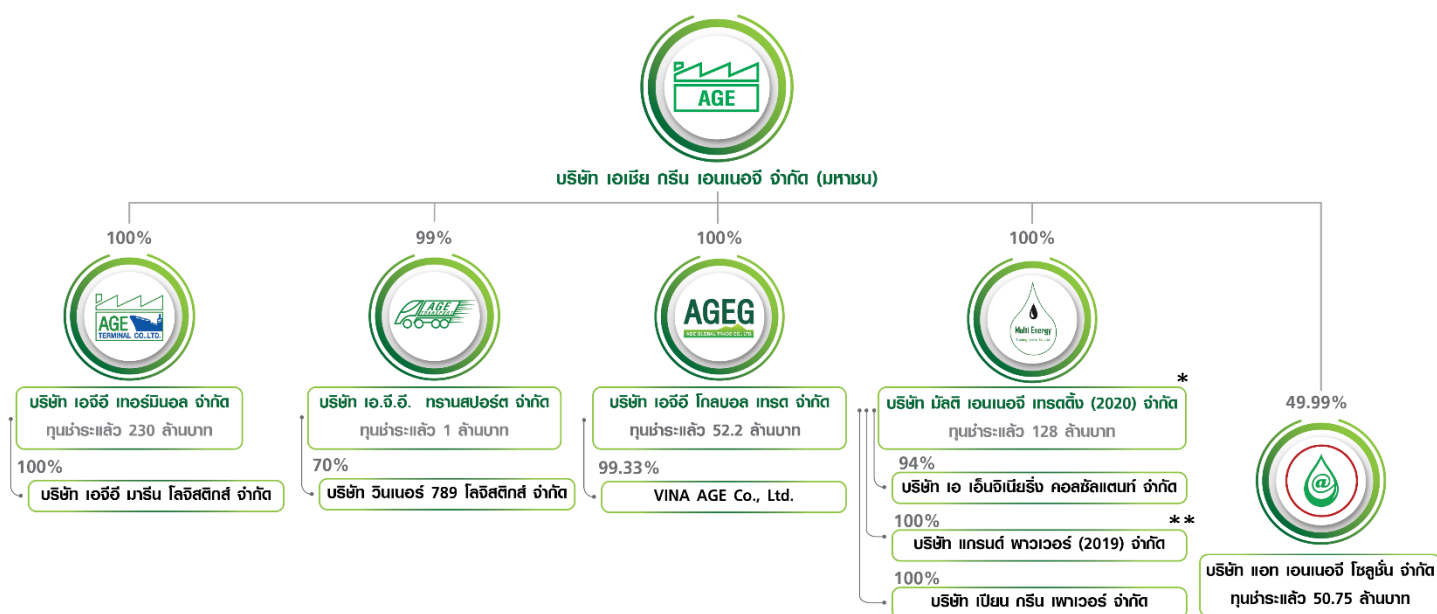 AGE
บริษัท เอเชีย กรีน เอนเนอจี จำกัด (มหาชน)
100%
99%
100%
100%
AGE
TERMINAL CO.,LTD.
AGE
TRANSPORT
AGEG
AGE GLOBAL TRADE CO., LTD.
Multi Energy
บริษัท เอจีอี เทอร์มินอล จำกัด
ทุนชำระแล้ว 230 ล้านบาท
100%
บริษัท เอจีอี มารีน โลจิสติกส์ จำกัด
บริษัท เอ.จี.อี. ทรานสปอร์ต จำกัด
ทุนชำระแล้ว 1 ล้านบาท
70%
บริษัท วินเนอร์ 789 โลจิสติกส์ จำกัด
บริษัท เอจีอี โกลบอล เทรด จำกัด
ทุนชำระแล้ว 52.2 ล้านบาท
99.33%
VINA AGE Co., Ltd.
*
บริษัท มัลติ เอนเนอจี เทรดดิ้ง (2020) จำกัด
ทุนชำระแล้ว 128 ล้านบาท
94%
บริษัท เอ เอ็นจิเนียริ่ง คอลซัลแตนท์ จำกัด
100%
**
บริษัท แกรนด์ พาวเวอร์ (2019) จำกัด
100%
บริษัท เปียน กรีน เพาเวอร์ จำกัด
49.99%
@
บริษัท แอท เอนเนอจี โซลูชั่น จำกัด
ทุนชำระแล้ว 50.75 ล้านบาท